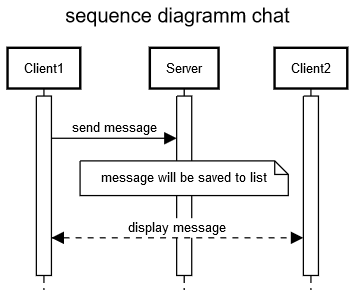 sequence diagramm chat
Client1
Server
Client2
send message
message will be saved to list
display message